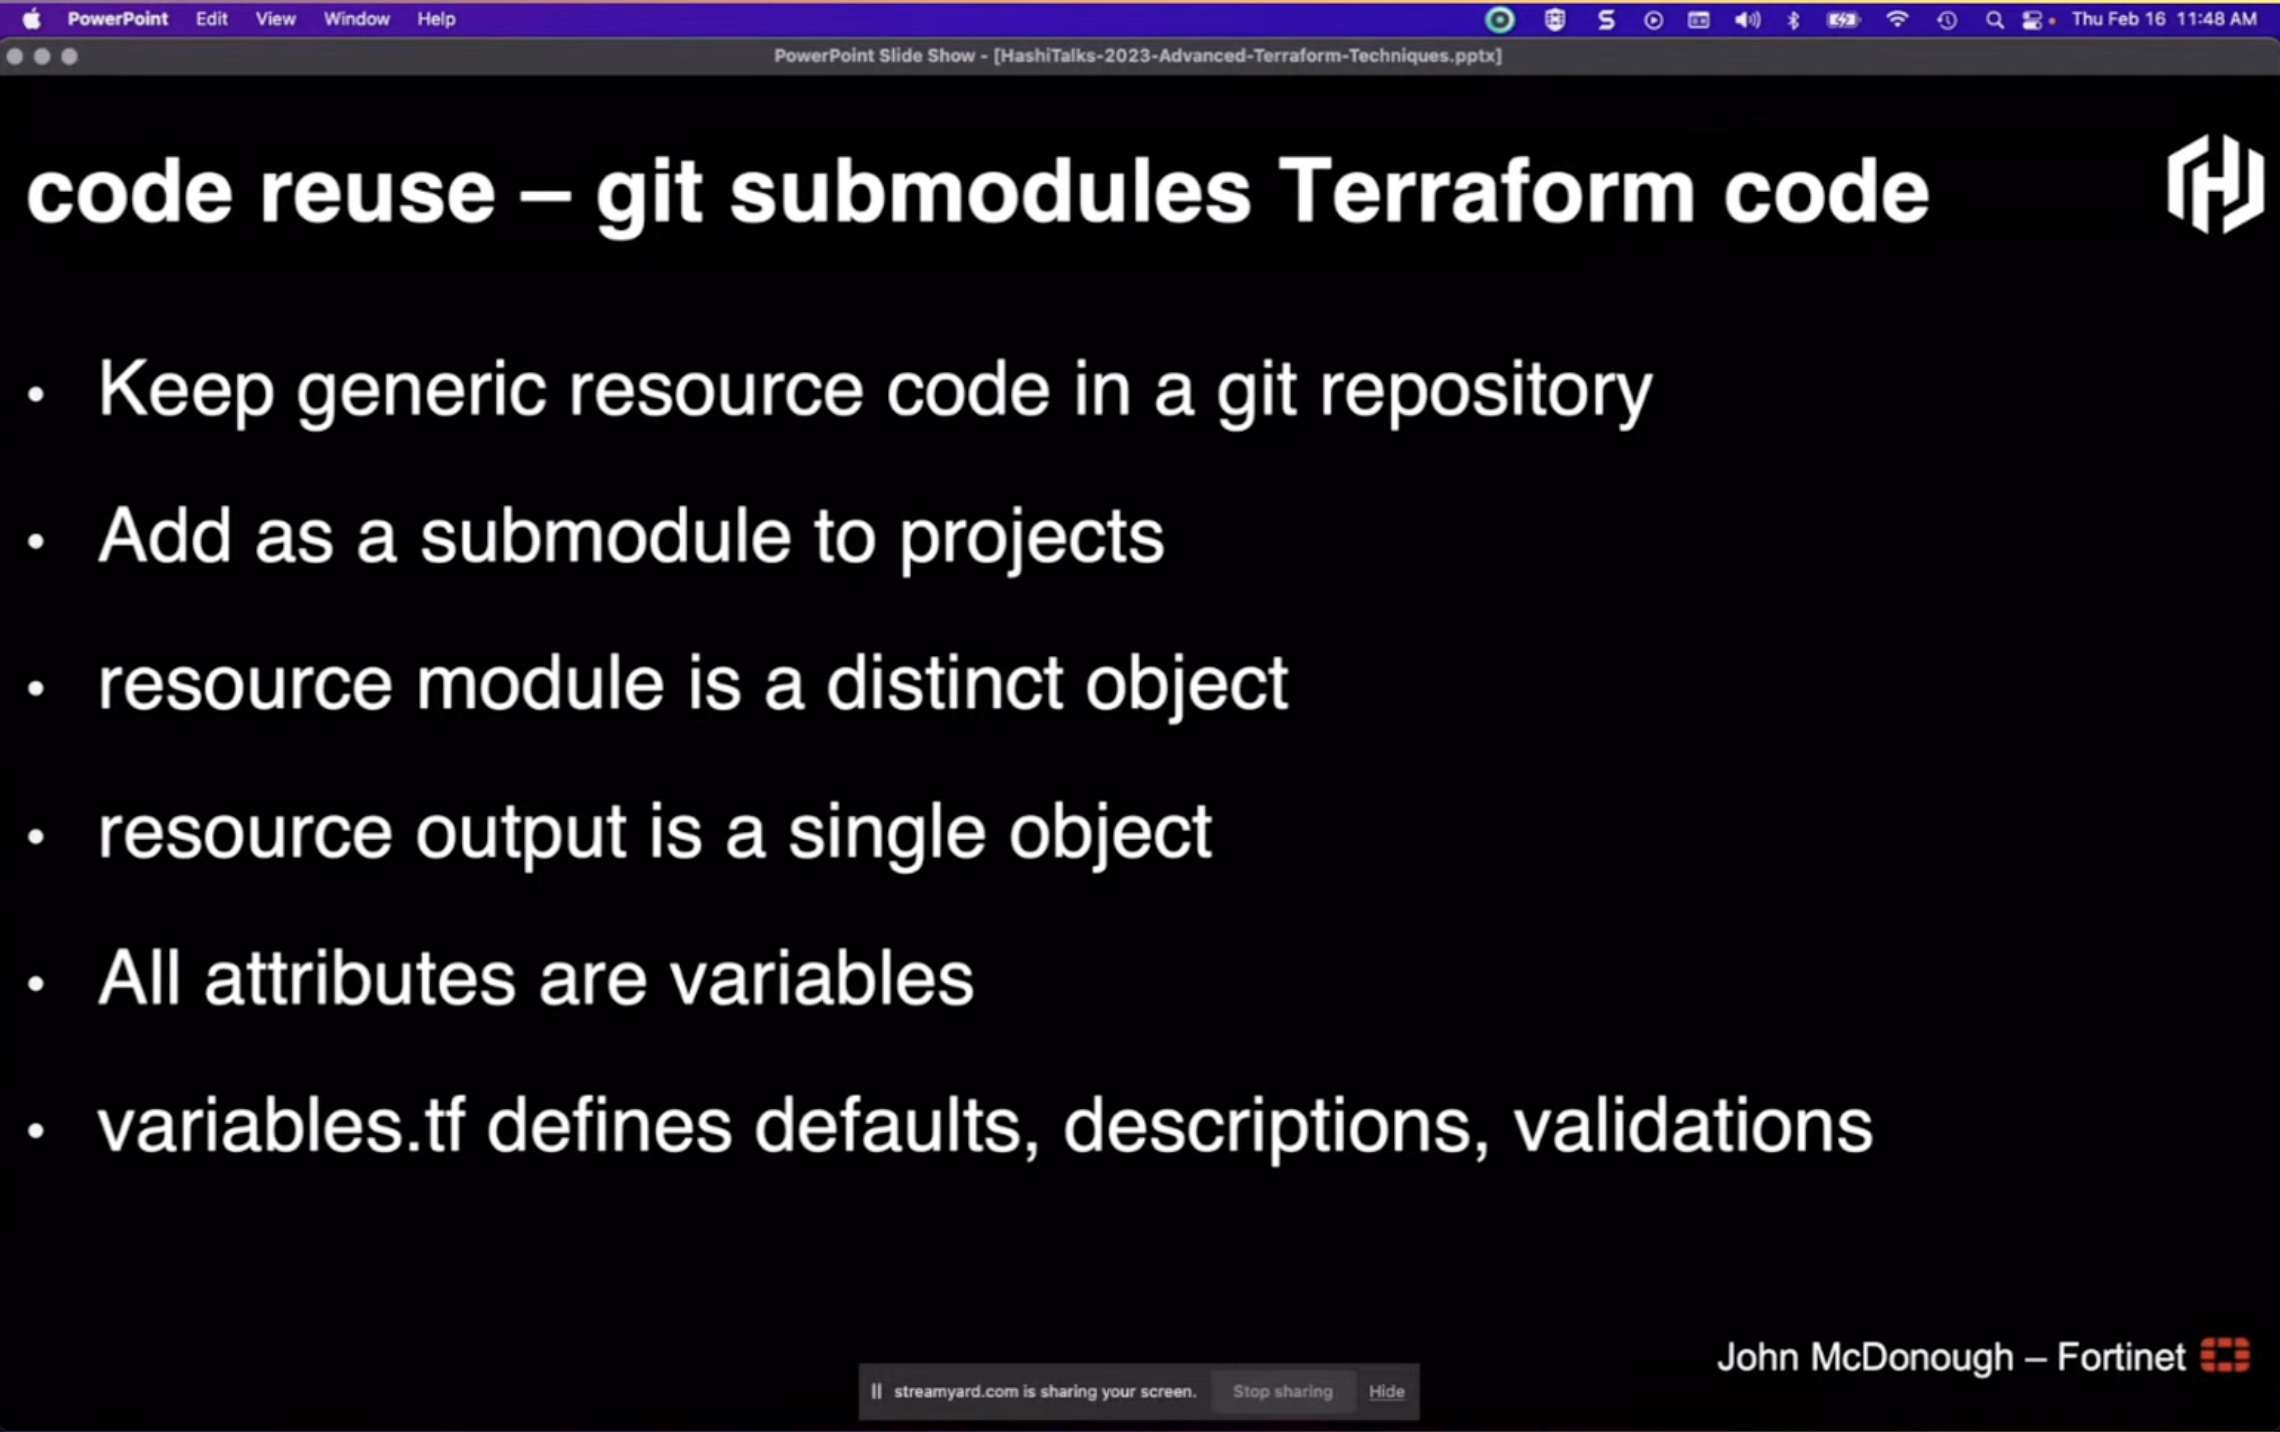 PowerPoint Edit View Window Help Thu Feb 16 11:48 AM
PowerPoint Slide Show - [HashiTalks-2023-Advanced-Terraform-Techniques.pptx]
code reuse – git submodules Terraform code
• Keep generic resource code in a git repository
• Add as a submodule to projects
• resource module is a distinct object
• resource output is a single object
• All attributes are variables
• variables.tf defines defaults, descriptions, validations
John McDonough – Fortinet
streamyard.com is sharing your screen. Stop sharing Hide